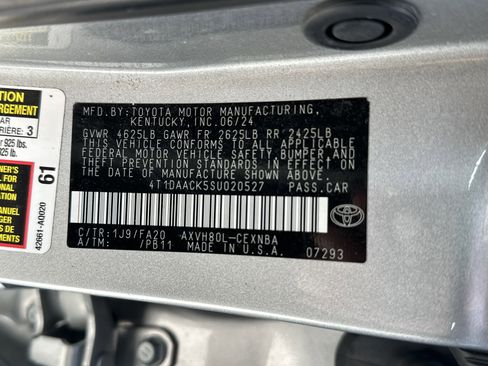 MFD.BY:TOYOTA MOTOR MANUFACTURING,
KENTUCKY,INC.06/24
GVWR 4625LB GAWR FR 2625LB RR 2425LB
THIS VEHICLE CONFORMS TO ALL APPLICABLE
FEDERAL MOTOR VEHICLE SAFETY,BUMPER AND
THEFT PREVENTION STANDARDS IN EFFECT ON
THE DATE OF MANUFACTURE SHOWN ABOVE.
4T1DAACK5SU020527 PASS.CAR
C/TR:1J9/FA20 AXVH80L-CEXNBA
A/TM: /PB11 MADE IN U.S.A. 07293
TOYOTA
RGEMENT
AR
RIÈRE: 3
925 lbs.
lb.
61
42661-A0020